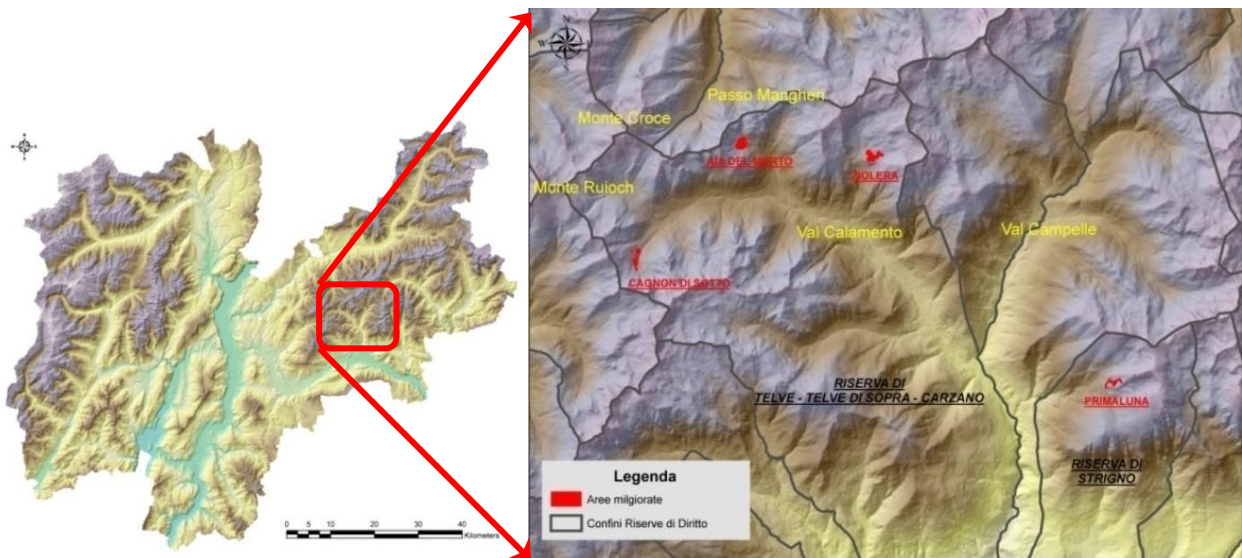 0 5 10 20 30 40
Kilometers
N
W
Passo Manghen
Monte Croce
VALERA
Monte Ruioch
Val Calamento
Val Campelle
CAGNON DI SOTTO
RISERVA DI
TELVE - TELVE DI SOPRA - CARZANO
PRIMALUNA
RISERVA DI
STRIGNO
Legenda
Aree milgiorate
Confini Riserve di Diritto